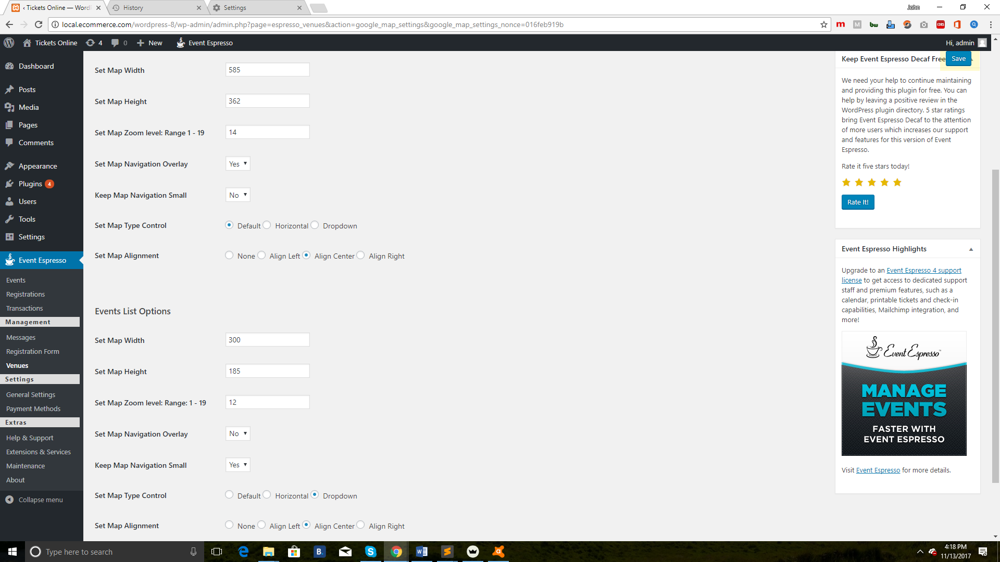 ‹ Tickets Online — Word
History
Settings
John
local.ecommerce.com/wordpress-8/wp-admin/admin.php?page=espresso_venues&action=google_map_settings&google_map_settings_nonce=016feb919b
Tickets Online
4
0
New
Event Espresso
Hi, admin
Dashboard
Posts
Media
Pages
Comments
Appearance
Plugins 4
Users
Tools
Settings
Event Espresso
Events
Registrations
Transactions
Management
Messages
Registration Form
Venues
Settings
General Settings
Payment Methods
Extras
Help & Support
Extensions & Services
Maintenance
About
Collapse menu
Set Map Width 585
Set Map Height 362
Set Map Zoom level: Range 1 - 19 14
Set Map Navigation Overlay Yes
Keep Map Navigation Small No
Set Map Type Control Default Horizontal Dropdown
Set Map Alignment None Align Left Align Center Align Right
Events List Options
Set Map Width 300
Set Map Height 185
Set Map Zoom level: Range: 1 - 19 12
Set Map Navigation Overlay No
Keep Map Navigation Small Yes
Set Map Type Control Default Horizontal Dropdown
Set Map Alignment None Align Left Align Center Align Right
Keep Event Espresso Decaf Free
Save
We need your help to continue maintaining
and providing this plugin for free. You can
help by leaving a positive review in the
WordPress plugin directory. 5 star ratings
bring Event Espresso Decaf to the attention
of more users which increases our support
and features for this version of Event
Espresso.
Rate it five stars today!
Rate It!
Event Espresso Highlights
Upgrade to an Event Espresso 4 support
license to get access to dedicated support
staff and premium features, such as a
calendar, printable tickets and check-in
capabilities, Mailchimp integration, and
more!
Event Espresso™
MANAGE
EVENTS
FASTER WITH
EVENT ESPRESSO
Visit Event Espresso for more details.
Type here to search
4:18 PM
11/13/2017